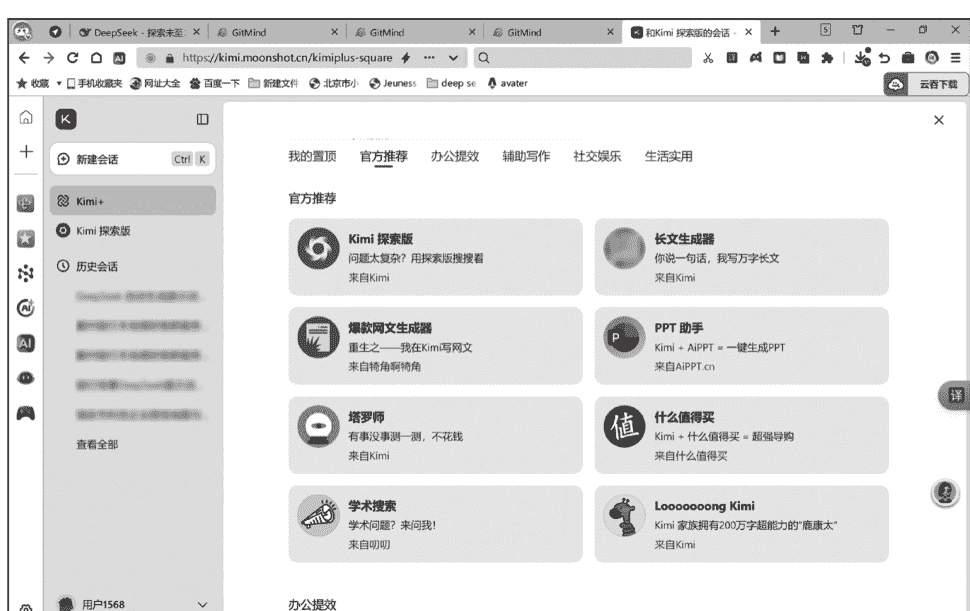 DeepSeek - 探索未至
GitMind
GitMind
GitMind
和Kimi 探索版的会话 -
https://kimi.moonshot.cn/kimiplus-square
收藏
手机收藏夹
网址大全
百度一下
新建文件
北京市小
Jeuness
deep se
avater
云吞下载
新建会话 Ctrl K
Kimi+
Kimi 探索版
历史会话
查看全部
用户1568
我的置顶 官方推荐 办公提效 辅助写作 社交娱乐 生活实用
官方推荐
Kimi 探索版
问题太复杂？用探索版搜搜看
来自Kimi
长文生成器
你说一句话，我写万字长文
来自Kimi
爆款网文生成器
重生之——我在Kimi写网文
来自犄角啊犄角
PPT 助手
Kimi + AiPPT = 一键生成PPT
来自AiPPT.cn
塔罗师
有事没事测一测，不花钱
来自Kimi
值
什么值得买
Kimi + 什么值得买 = 超强导购
来自什么值得买
学术搜索
学术问题？来问我！
来自叨叨
Looooooong Kimi
Kimi 家族拥有200万字超能力的"鹿康太"
来自Kimi
办公提效
译